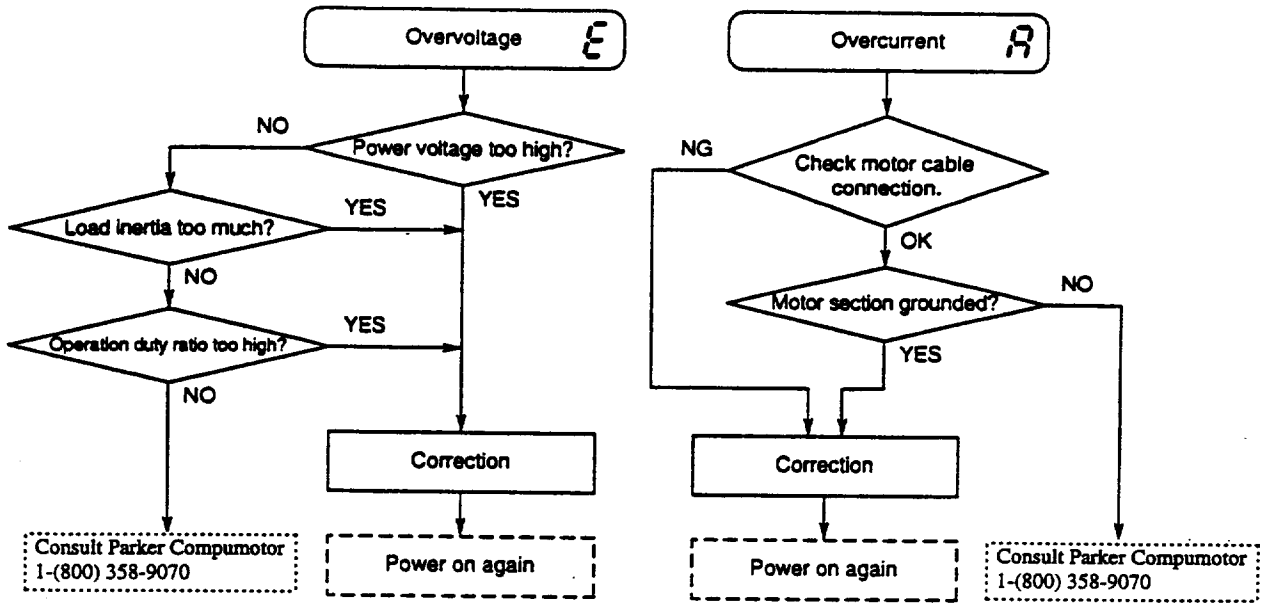 Overvoltage E
Power voltage too high?
NO
YES
Load inertia too much?
YES
NO
Operation duty ratio too high?
YES
NO
Correction
Consult Parker Compumotor
1-(800) 358-9070
Power on again
Overcurrent A
NG
Check motor cable
connection.
OK
Motor section grounded?
NO
YES
Correction
Power on again
Consult Parker Compumotor
1-(800) 358-9070